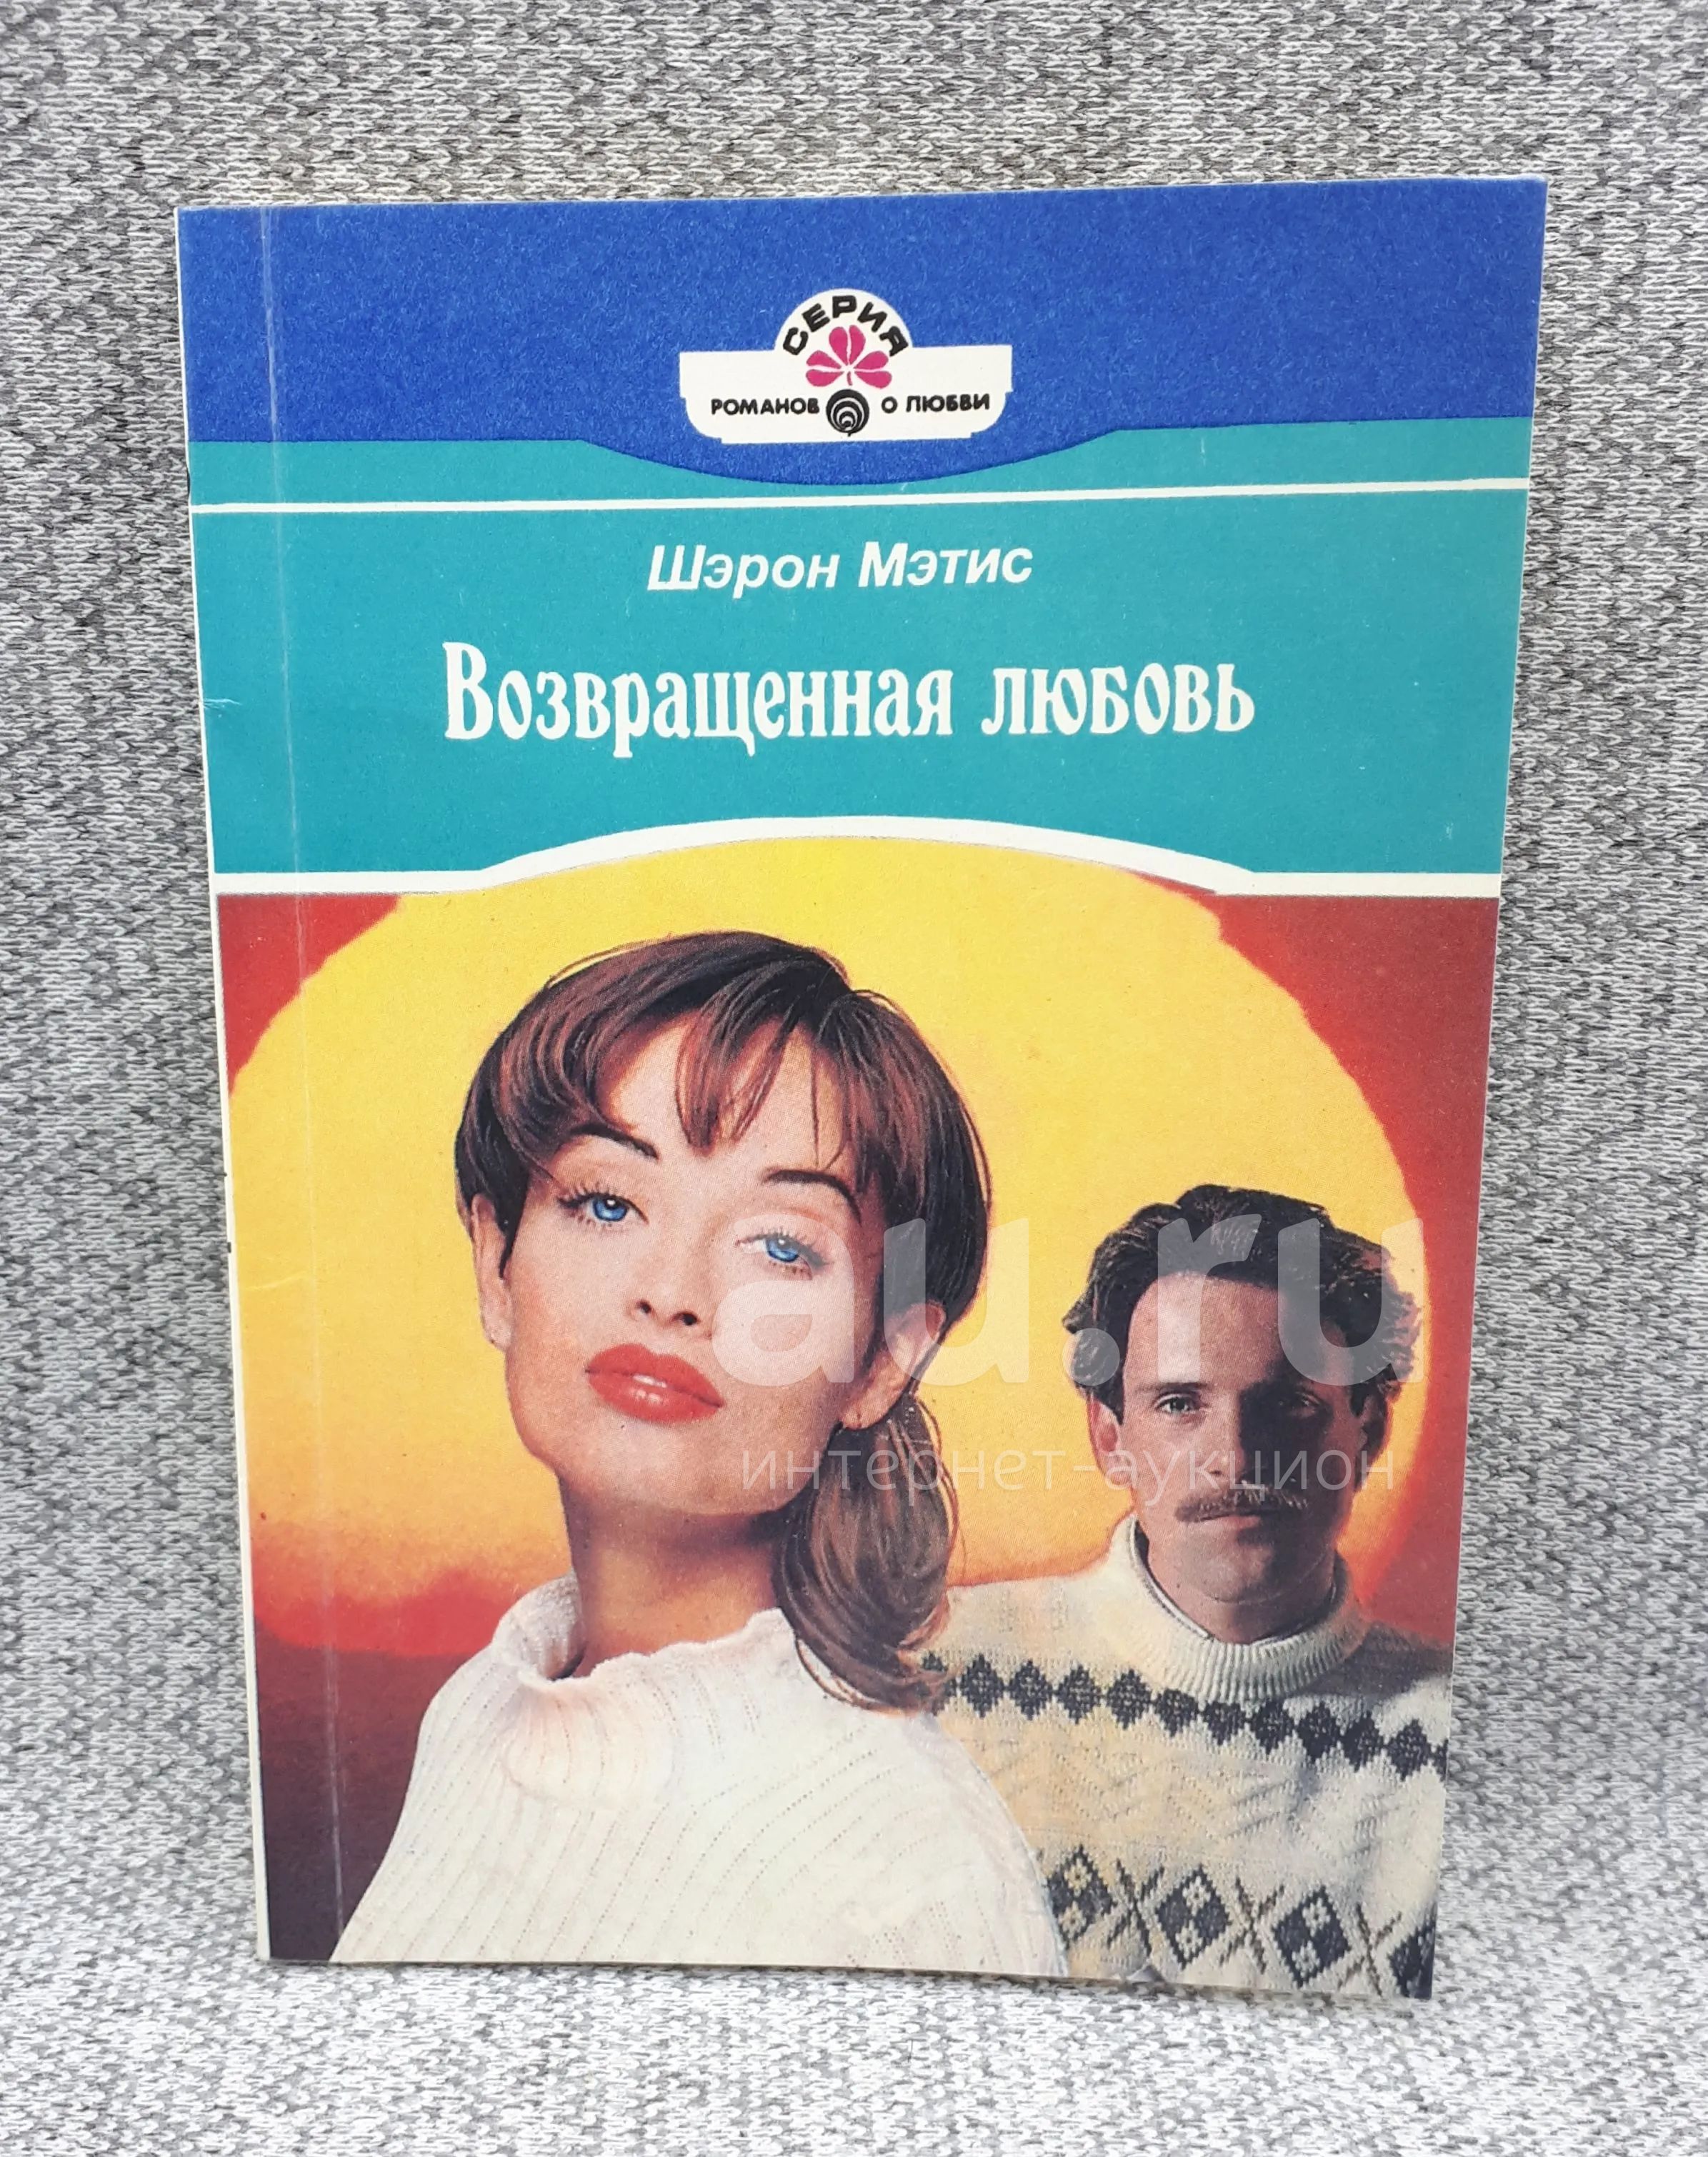 СЕРИЯ
РОМАНОВ О ЛЮБВИ
Шэрон Мэтис
Возвращенная любовь
au.ru
интернет-аукцион